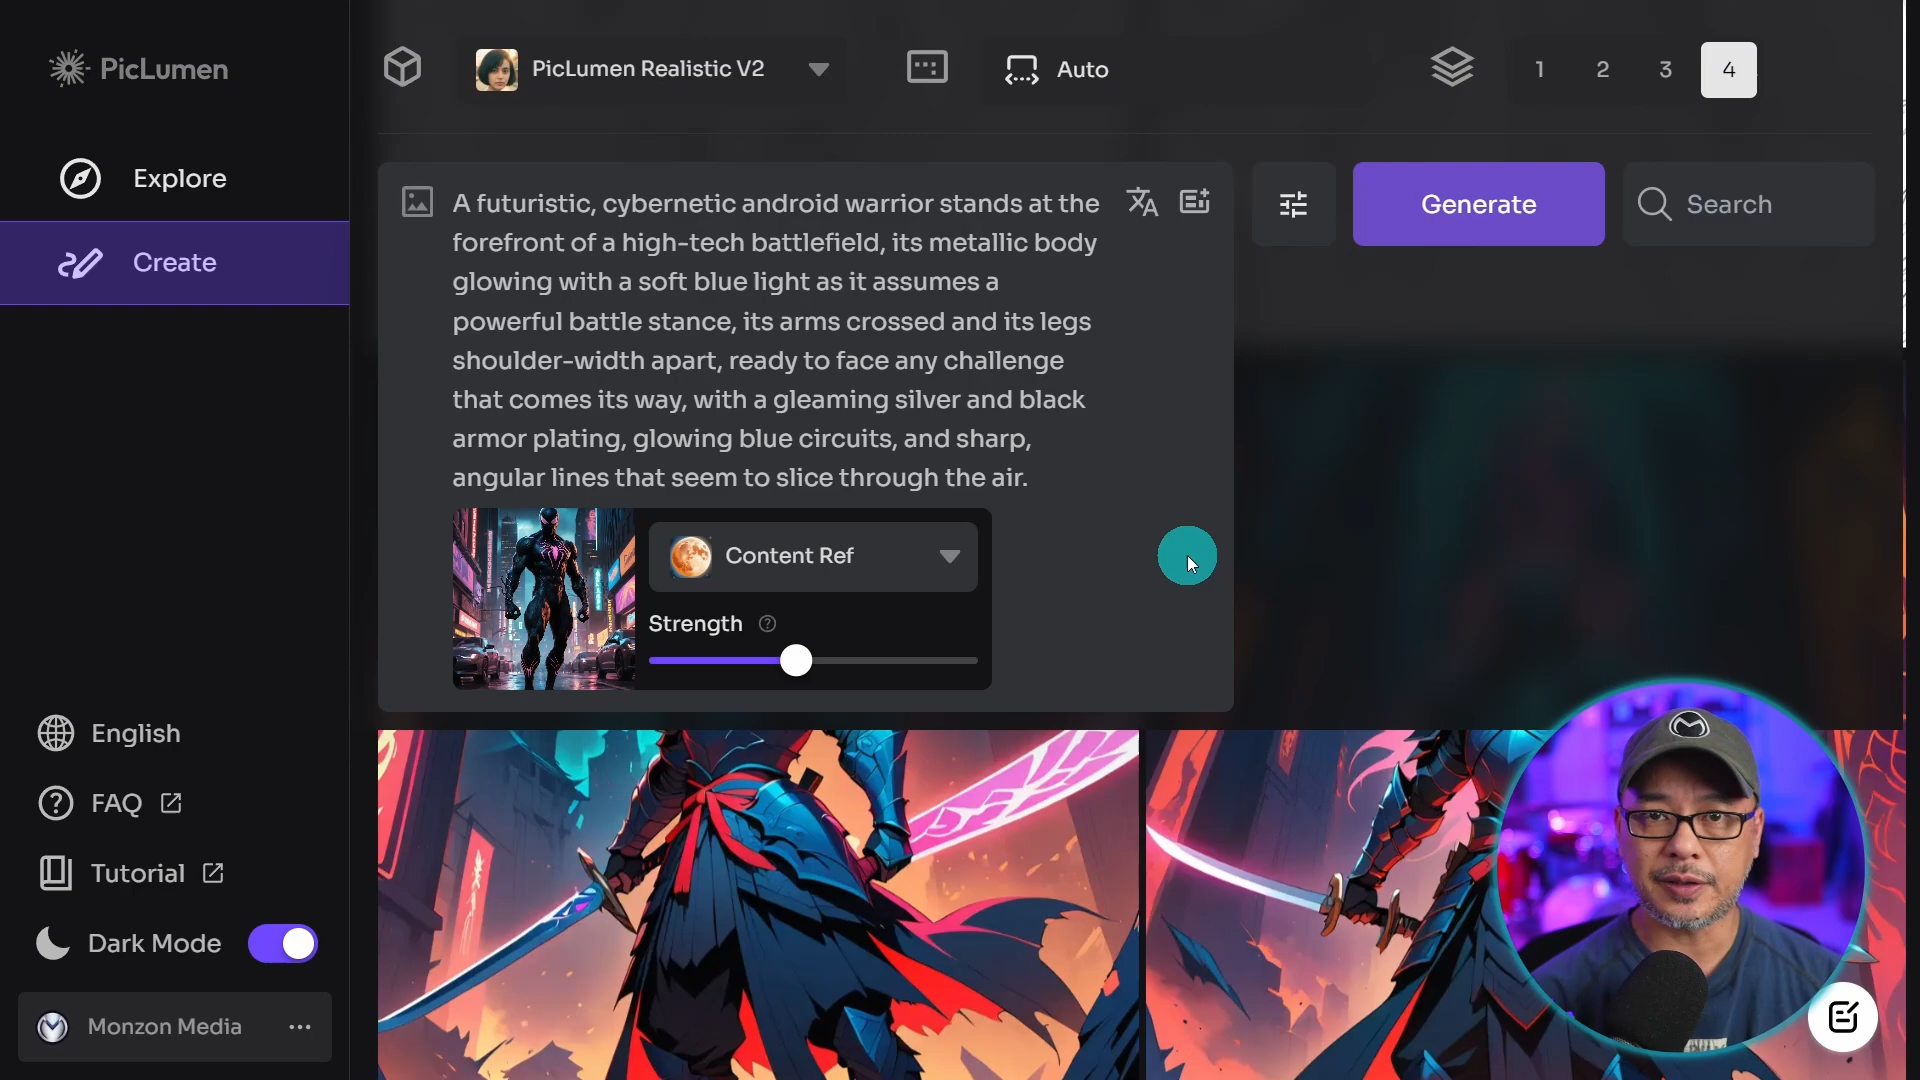 PicLumen
PicLumen Realistic V2
Auto
1
2
3
4
Explore
Create
A futuristic, cybernetic android warrior stands at the
forefront of a high-tech battlefield, its metallic body
glowing with a soft blue light as it assumes a
powerful battle stance, its arms crossed and its legs
shoulder-width apart, ready to face any challenge
that comes its way, with a gleaming silver and black
armor plating, glowing blue circuits, and sharp,
angular lines that seem to slice through the air.
Generate
Search
Content Ref
Strength
English
FAQ
Tutorial
Dark Mode
Monzon Media